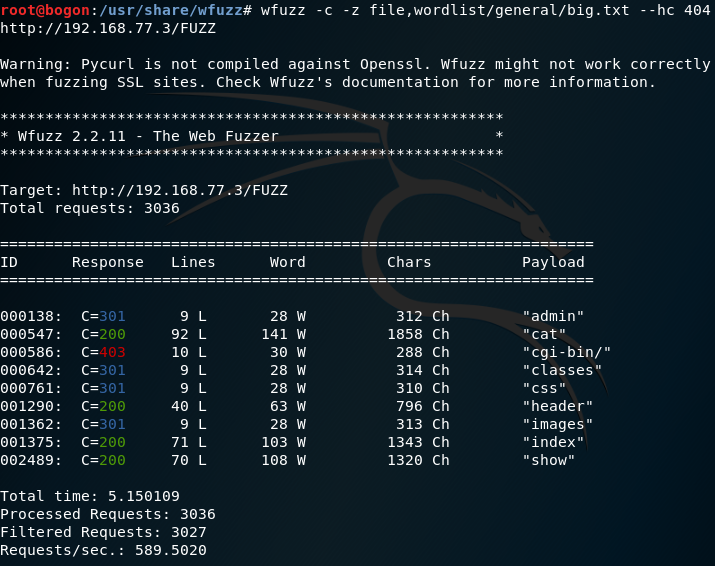 root@bogon:/usr/share/wfuzz# wfuzz -c -z file,wordlist/general/big.txt --hc 404
http://192.168.77.3/FUZZ
Warning: Pycurl is not compiled against Openssl. Wfuzz might not work correctly
when fuzzing SSL sites. Check Wfuzz's documentation for more information.
********************************************************
* Wfuzz 2.2.11 - The Web Fuzzer                        *
********************************************************
Target: http://192.168.77.3/FUZZ
Total requests: 3036
==================================================================
ID      Response   Lines      Word         Chars          Payload
==================================================================
000138:  C=301      9 L       28 W          312 Ch        "admin"
000547:  C=200     92 L      141 W         1858 Ch        "cat"
000586:  C=403     10 L       30 W          288 Ch        "cgi-bin/"
000642:  C=301      9 L       28 W          314 Ch        "classes"
000761:  C=301      9 L       28 W          310 Ch        "css"
001290:  C=200     40 L       63 W          796 Ch        "header"
001362:  C=301      9 L       28 W          313 Ch        "images"
001375:  C=200     71 L      103 W         1343 Ch        "index"
002489:  C=200     70 L      108 W         1320 Ch        "show"
Total time: 5.150109
Processed Requests: 3036
Filtered Requests: 3027
Requests/sec.: 589.5020